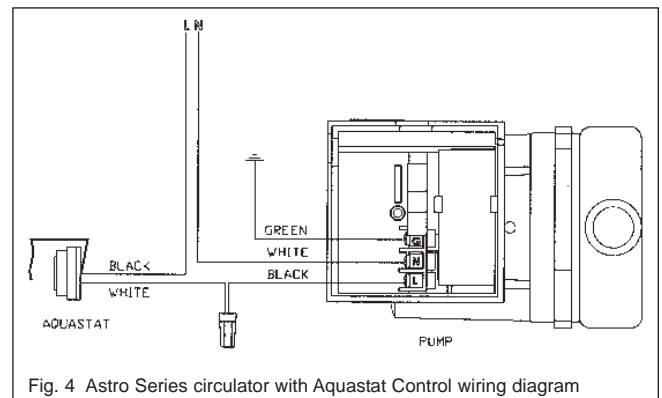 L N
GREEN
WHITE
BLACK
BLACK
WHITE
AQUASTAT
G
N
L
PUMP
Fig. 4 Astro Series circulator with Aquastat Control wiring diagram